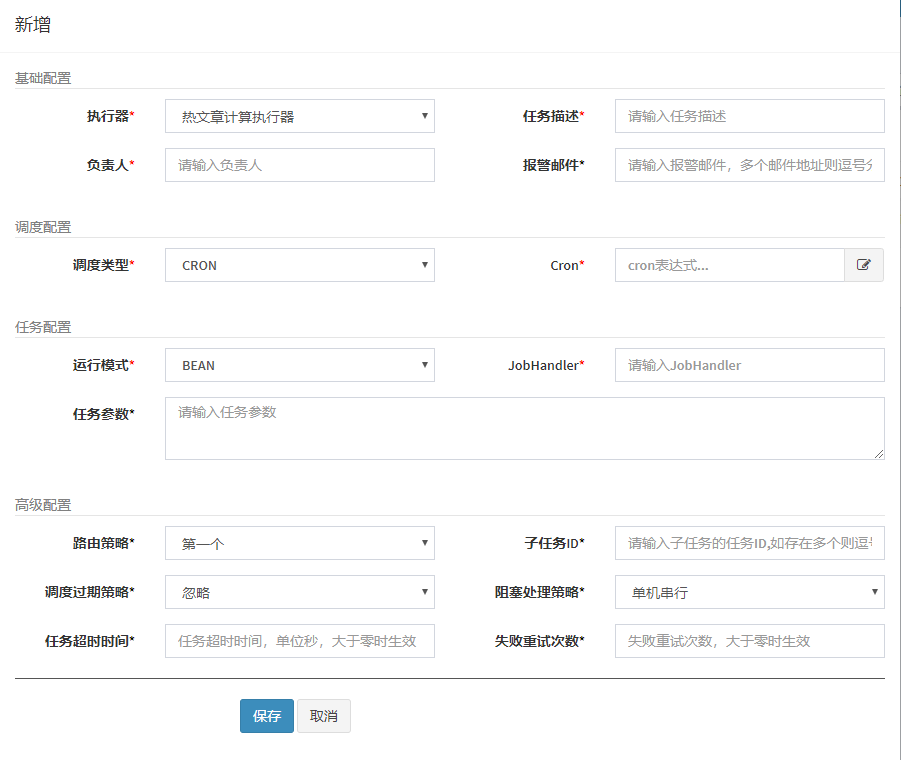 新增
基础配置
执行器* 热文章计算执行器 任务描述* 请输入任务描述
负责人* 请输入负责人 报警邮件* 请输入报警邮件，多个邮件地址则逗号分
调度配置
调度类型* CRON Cron* cron表达式...
任务配置
运行模式* BEAN JobHandler* 请输入JobHandler
任务参数* 请输入任务参数
高级配置
路由策略* 第一个 子任务ID* 请输入子任务的任务ID,如存在多个则逗号
调度过期策略* 忽略 阻塞处理策略* 单机串行
任务超时时间* 任务超时时间，单位秒，大于零时生效 失败重试次数* 失败重试次数，大于零时生效
保存 取消